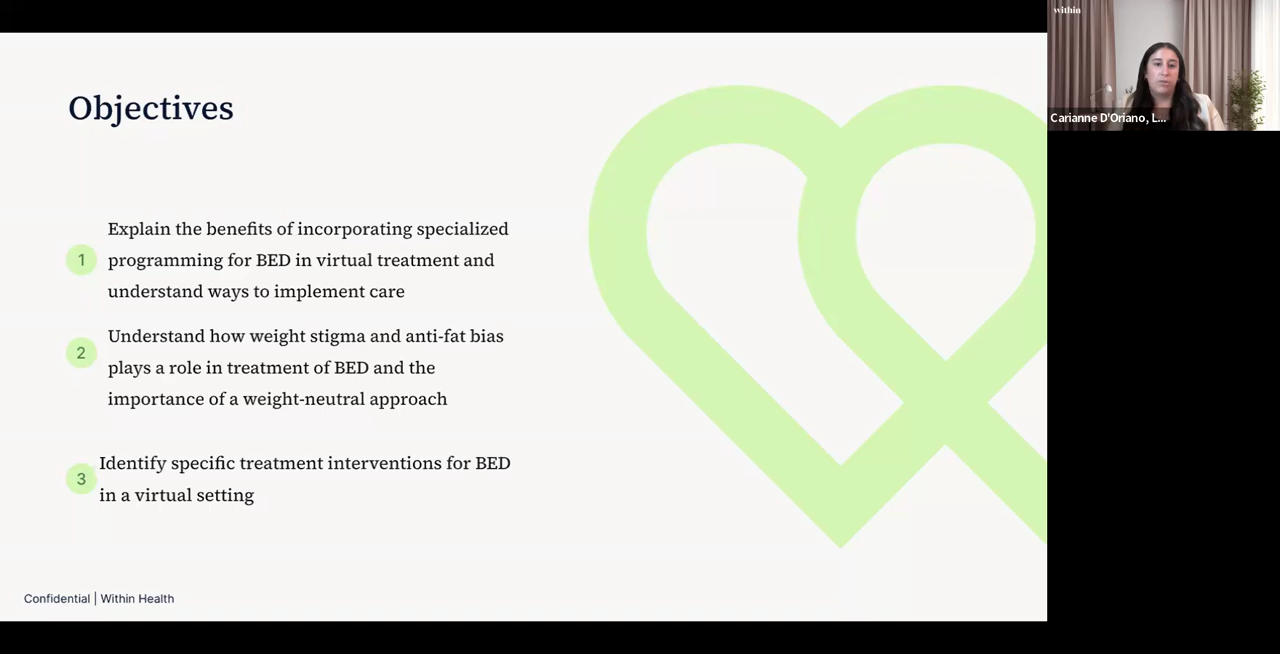 Objectives
1
Explain the benefits of incorporating specialized
programming for BED in virtual treatment and
understand ways to implement care
2
Understand how weight stigma and anti-fat bias
plays a role in treatment of BED and the
importance of a weight-neutral approach
3
Identify specific treatment interventions for BED
in a virtual setting
Confidential | Within Health
within
Carianne D'Oriano, L...